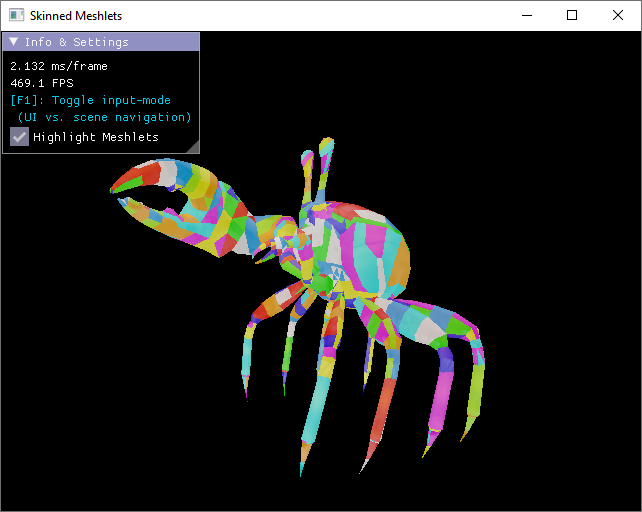 Skinned Meshlets
Info & Settings
2.132 ms/frame
469.1 FPS
[F1]: Toggle input-mode
(UI vs. scene navigation)
Highlight Meshlets